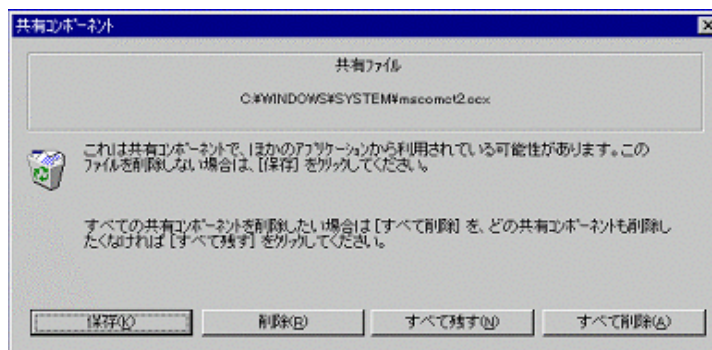 共有ｺﾝﾎﾟｰﾈﾝﾄ
共有ﾌｧｲﾙ
C:¥WINDOWS¥SYSTEM¥mscomct2.ocx
これは共有ｺﾝﾎﾟｰﾈﾝﾄで、ほかのｱﾌﾟﾘｹｰｼｮﾝから利用されている可能性があります。この
ﾌｧｲﾙを削除しない場合は、[保存] をｸﾘｯｸしてください。
すべての共有ｺﾝﾎﾟｰﾈﾝﾄを削除したい場合は [すべて削除] を、どの共有ｺﾝﾎﾟｰﾈﾝﾄも削除し
たくなければ [すべて残す] をｸﾘｯｸしてください。
保存(K) 削除(R) すべて残す(N) すべて削除(A)